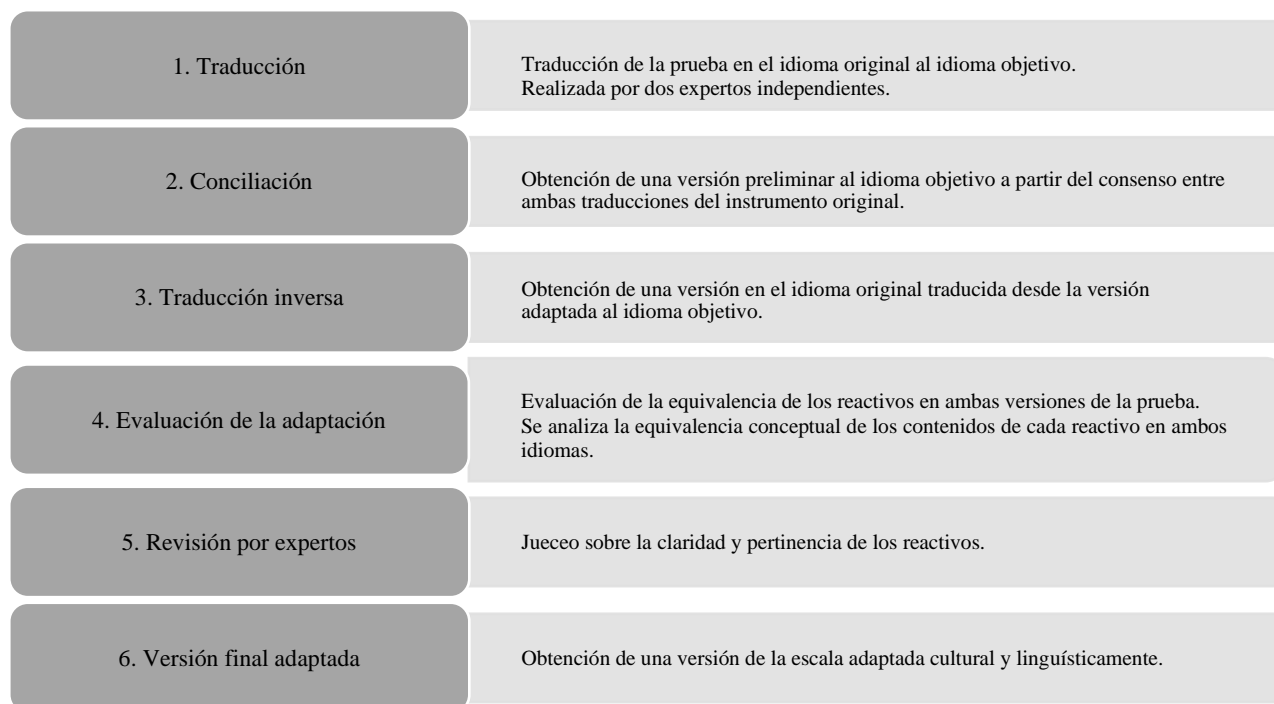 1. Traducción
Traducción de la prueba en el idioma original al idioma objetivo.
Realizada por dos expertos independientes.
2. Conciliación
Obtención de una versión preliminar al idioma objetivo a partir del consenso entre
ambas traducciones del instrumento original.
3. Traducción inversa
Obtención de una versión en el idioma original traducida desde la versión
adaptada al idioma objetivo.
4. Evaluación de la adaptación
Evaluación de la equivalencia de los reactivos en ambas versiones de la prueba.
Se analiza la equivalencia conceptual de los contenidos de cada reactivo en ambos
idiomas.
5. Revisión por expertos
Jueceo sobre la claridad y pertinencia de los reactivos.
6. Versión final adaptada
Obtención de una versión de la escala adaptada cultural y linguísticamente.